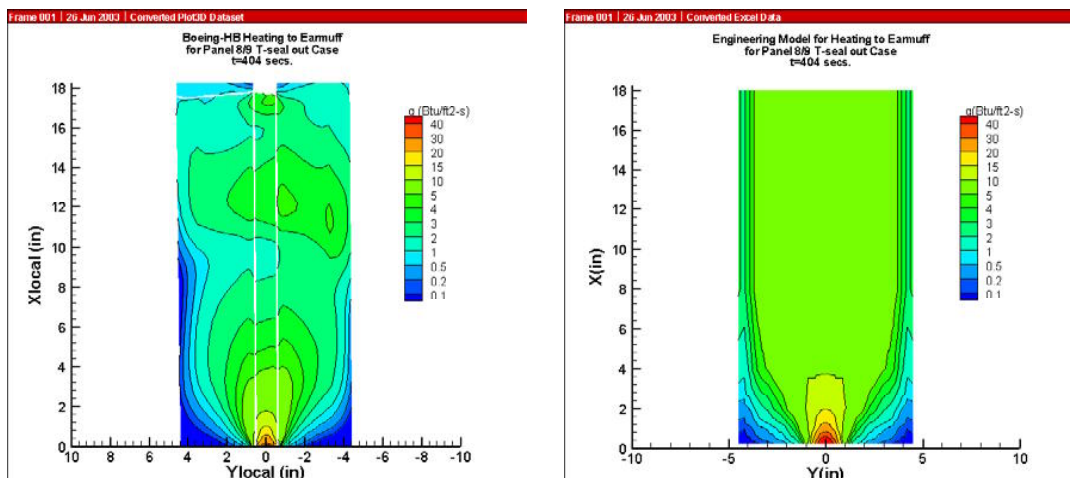 Frame 001 | 26 Jun 2003 | Converted Plot3D Dataset
Boeing-HB Heating to Earmuff
for Panel 8/9 T-seal out Case
t=404 secs.
18
16
14
12
10
8
6
4
2
0
Xlocal (in)
10 8 6 4 2 0 -2 -4 -6 -8 -10
Ylocal (in)
q (Btu/ft2-s)
40
30
20
15
10
5
4
3
2
1
0.5
0.2
0.1
Frame 001 | 26 Jun 2003 | Converted Excel Data
Engineering Model for Heating to Earmuff
for Panel 8/9 T-seal out Case
t=404 secs.
18
16
14
12
10
8
6
4
2
0
X(in)
-10 -5 0 5 10
Y(in)
q(Btu/ft2-s)
40
30
20
15
10
5
4
3
2
1
0.5
0.2
0.1